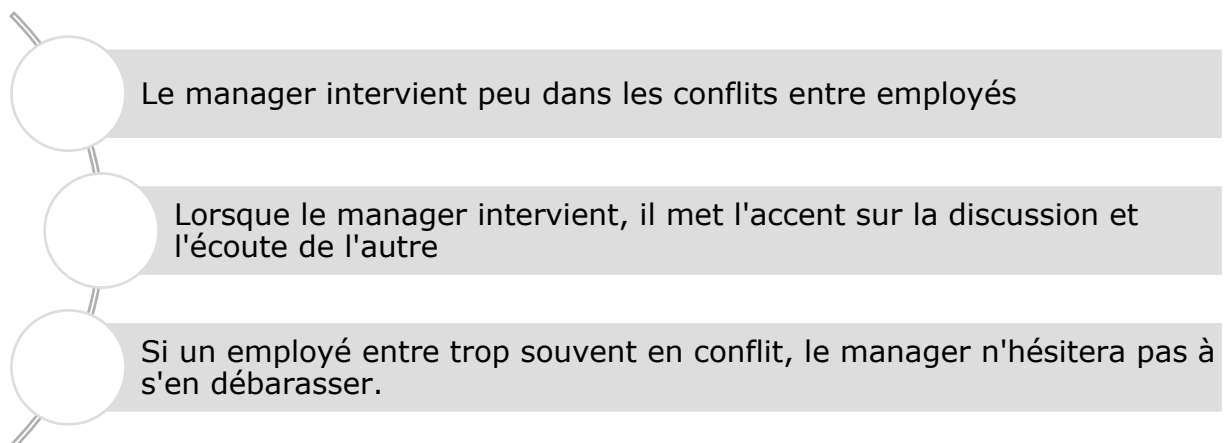 Le manager intervient peu dans les conflits entre employés
Lorsque le manager intervient, il met l'accent sur la discussion et
l'écoute de l'autre
Si un employé entre trop souvent en conflit, le manager n'hésitera pas à
s'en débarasser.